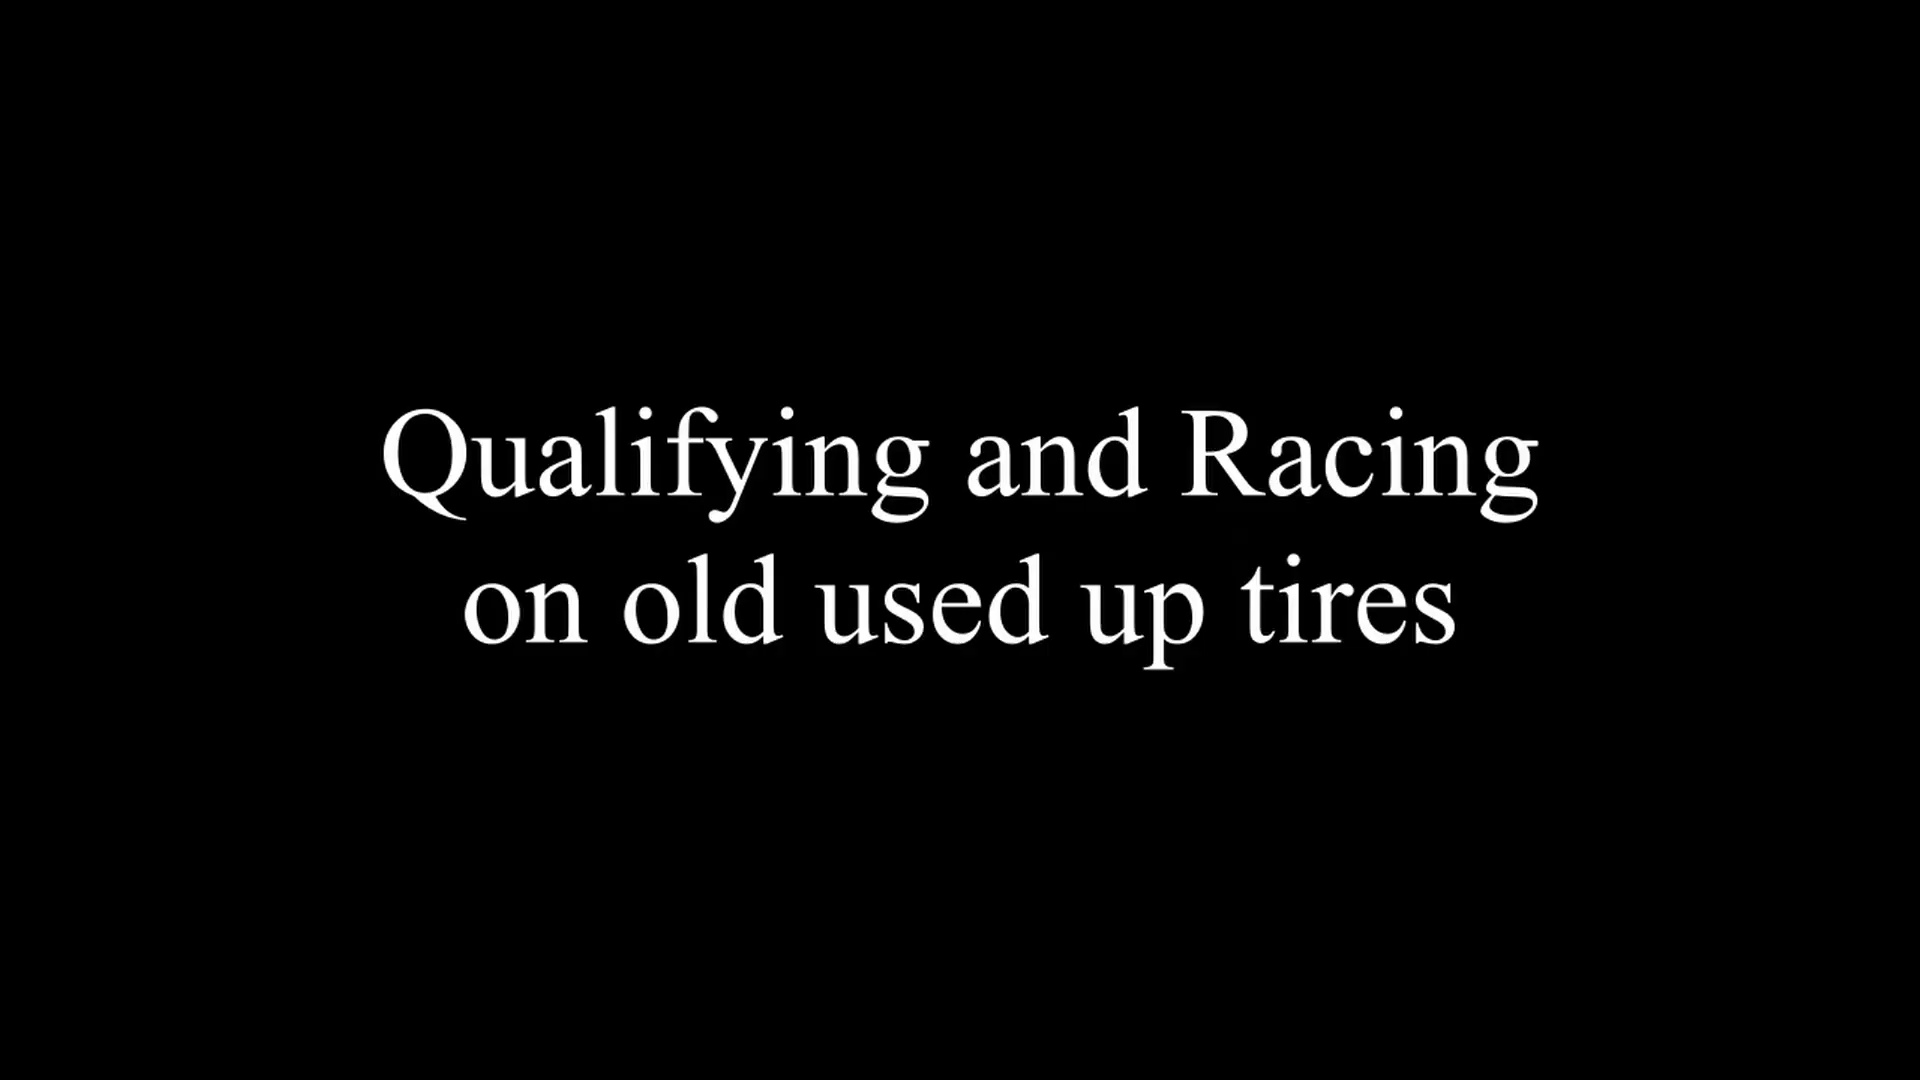 Qualifying and Racing
on old used up tires